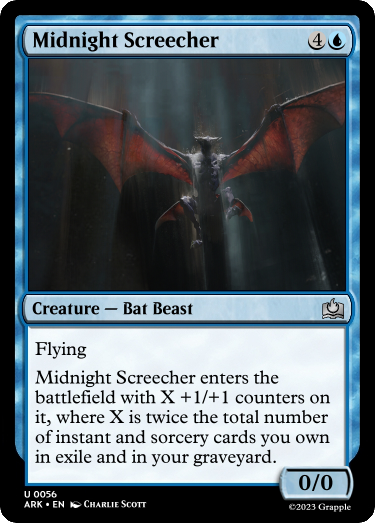 Midnight Screecher 4
Creature — Bat Beast
Flying
Midnight Screecher enters the
battlefield with X +1/+1 counters on
it, where X is twice the total number
of instant and sorcery cards you own
in exile and in your graveyard.
0/0
U 0056
ARK • EN Charlie Scott
©2023 Grapple